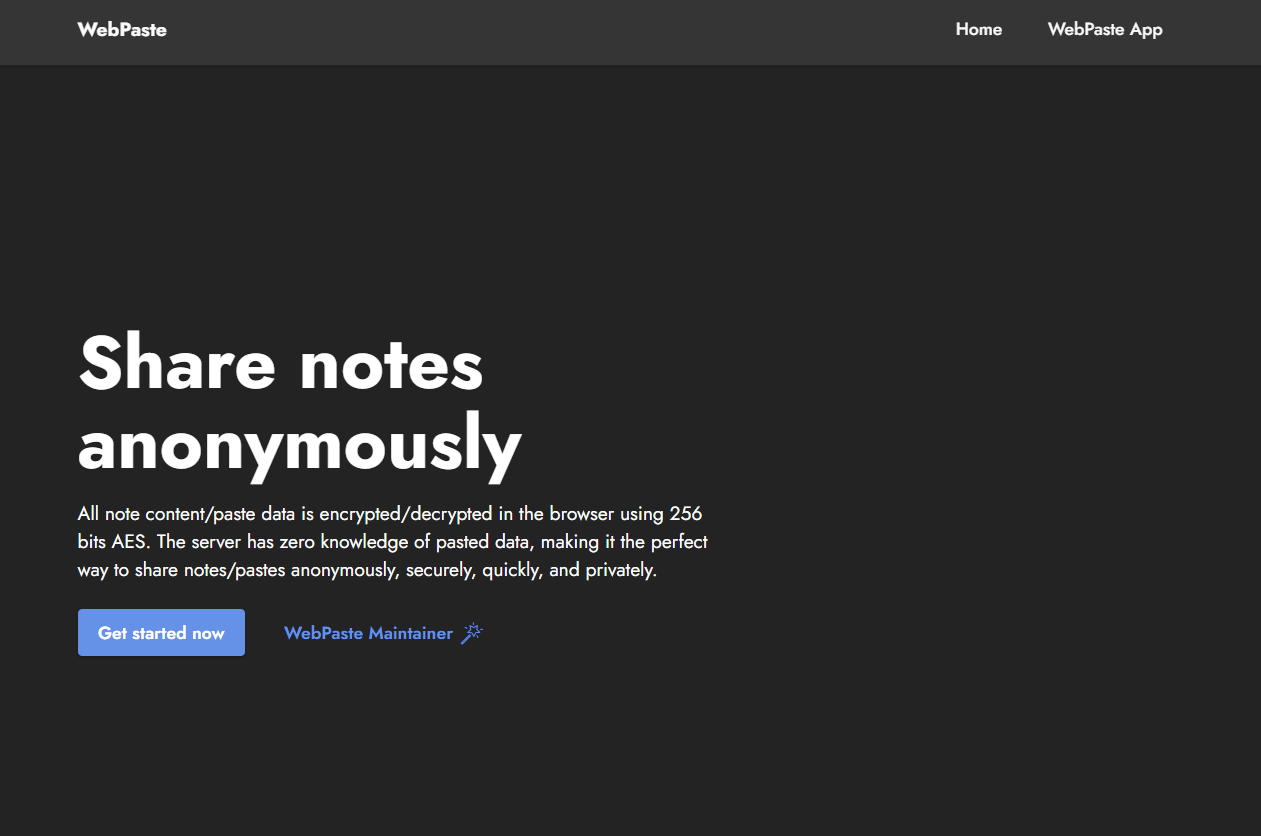 WebPaste
Home
WebPaste App
Share notes
anonymously
All note content/paste data is encrypted/decrypted in the browser using 256
bits AES. The server has zero knowledge of pasted data, making it the perfect
way to share notes/pastes anonymously, securely, quickly, and privately.
Get started now
WebPaste Maintainer